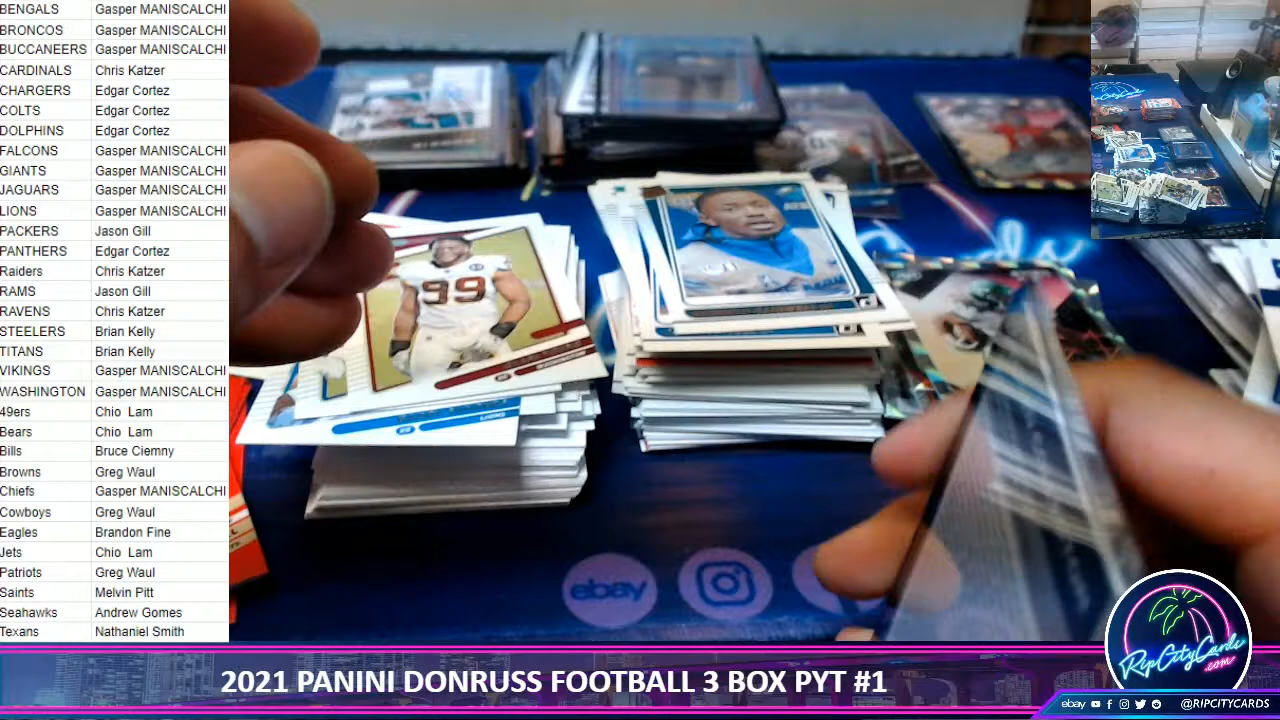 BENGALS Gasper MANISCALCHI
BRONCOS Gasper MANISCALCHI
BUCCANEERS Gasper MANISCALCHI
CARDINALS Chris Katzer
CHARGERS Edgar Cortez
COLTS Edgar Cortez
DOLPHINS Edgar Cortez
FALCONS Gasper MANISCALCHI
GIANTS Gasper MANISCALCHI
JAGUARS Gasper MANISCALCHI
LIONS Gasper MANISCALCHI
PACKERS Jason Gill
PANTHERS Edgar Cortez
Raiders Chris Katzer
RAMS Jason Gill
RAVENS Chris Katzer
STEELERS Brian Kelly
TITANS Brian Kelly
VIKINGS Gasper MANISCALCHI
WASHINGTON Gasper MANISCALCHI
49ers Chio Lam
Bears Chio Lam
Bills Bruce Ciemny
Browns Greg Waul
Chiefs Gasper MANISCALCHI
Cowboys Greg Waul
Eagles Brandon Fine
Jets Chio Lam
Patriots Greg Waul
Saints Melvin Pitt
Seahawks Andrew Gomes
Texans Nathaniel Smith
99
LIONS
ebay
RipCityCards
.com
2021 PANINI DONRUSS FOOTBALL 3 BOX PYT #1
ebay @RIPCITYCARDS